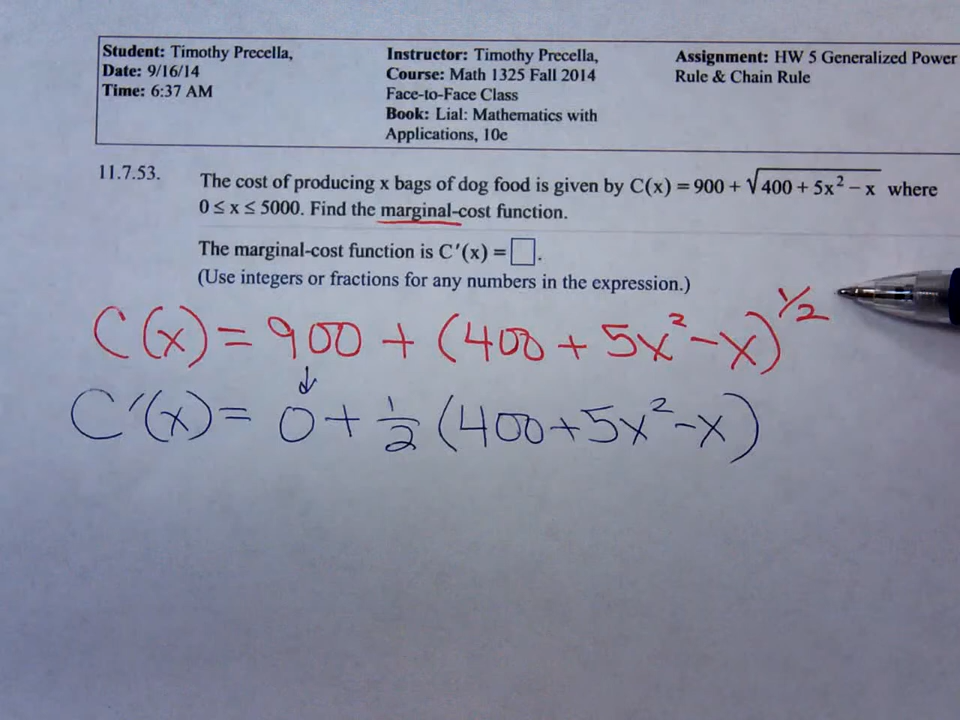 Student: Timothy Precella,
Date: 9/16/14
Time: 6:37 AM
Instructor: Timothy Precella,
Course: Math 1325 Fall 2014
Face-to-Face Class
Book: Lial: Mathematics with
Applications, 10e
Assignment: HW 5 Generalized Power
Rule & Chain Rule
11.7.53. The cost of producing x bags of dog food is given by C(x) = 900 + √(400 + 5x² − x) where
0 ≤ x ≤ 5000. Find the marginal-cost function.
The marginal-cost function is C′(x) = □.
(Use integers or fractions for any numbers in the expression.)
C(x) = 900 + (400 + 5x² − x)^1/2
C′(x) = 0 + 1/2 (400 + 5x² − x)